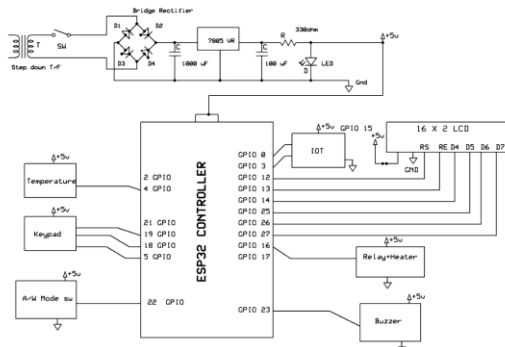 Bridge Rectifier
D1
D2
D3
D4
T
SW
Step down T/F
C
1000 uF
7805 VR
C
100 uF
R
330ohm
LED
D
+5v
Gnd
ESP32 CONTROLLER
2 GPIO
4 GPIO
21 GPIO
19 GPIO
18 GPIO
5 GPIO
22 GPIO
GPIO 0
GPIO 3
GPIO 12
GPIO 13
GPIO 14
GPIO 25
GPIO 26
GPIO 27
GPIO 16
GPIO 17
GPIO 23
+5v
Temperature
+5v
Keypad
+5v
A/W Mode sw
+5v
IOT
GPIO 15
+5v
16 X 2 LCD
RS RE D4 D5 D6 D7
GND
+5v
Relay+Heater
+5v
Buzzer